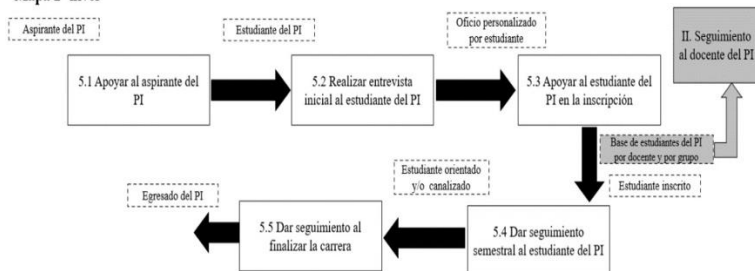 Aspirante del PI
Estudiante del PI
Oficio personalizado
por estudiante
II. Seguimiento
al docente del PI
5.1 Apoyar al aspirante del
PI
5.2 Realizar entrevista
inicial al estudiante del PI
5.3 Apoyar al estudiante del
PI en la inscripción
Base de estudiantes del PI
por docente y por grupo
Estudiante inscrito
Estudiante orientado
y/o canalizado
Egresado del PI
5.5 Dar seguimiento al
finalizar la carrera
5.4 Dar seguimiento
semestral al estudiante del PI